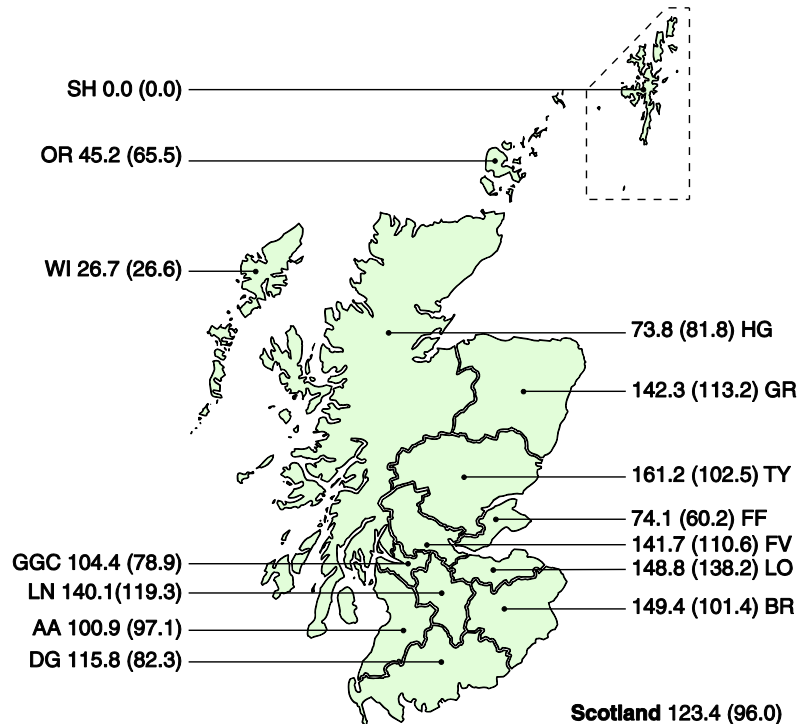 SH 0.0 (0.0)
OR 45.2 (65.5)
WI 26.7 (26.6)
73.8 (81.8) HG
142.3 (113.2) GR
161.2 (102.5) TY
74.1 (60.2) FF
141.7 (110.6) FV
GGC 104.4 (78.9)
148.8 (138.2) LO
LN 140.1(119.3)
149.4 (101.4) BR
AA 100.9 (97.1)
DG 115.8 (82.3)
Scotland 123.4 (96.0)